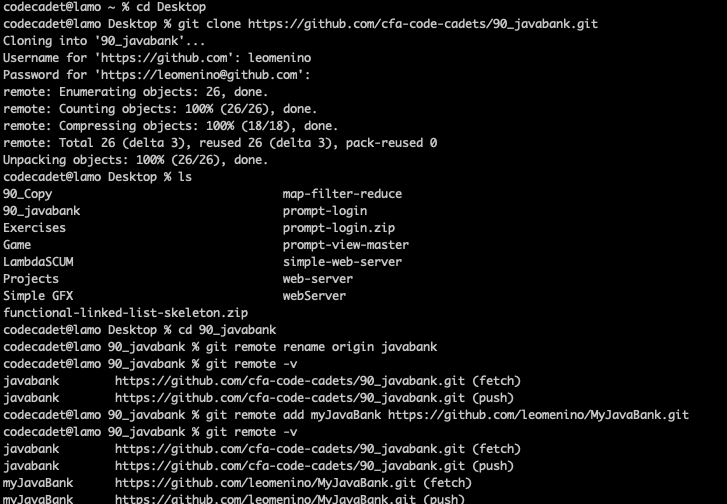 codecadet@lamo ~ % cd Desktop
codecadet@lamo Desktop % git clone https://github.com/cfa-code-cadets/90_javabank.git
Cloning into '90_javabank'...
Username for 'https://github.com': leomenino
Password for 'https://leomenino@github.com':
remote: Enumerating objects: 26, done.
remote: Counting objects: 100% (26/26), done.
remote: Compressing objects: 100% (18/18), done.
remote: Total 26 (delta 3), reused 26 (delta 3), pack-reused 0
Unpacking objects: 100% (26/26), done.
codecadet@lamo Desktop % ls
90_Copy map-filter-reduce
90_javabank prompt-login
Exercises prompt-login.zip
Game prompt-view-master
LambdaSCUM simple-web-server
Projects web-server
Simple GFX webServer
functional-linked-list-skeleton.zip
codecadet@lamo Desktop % cd 90_javabank
codecadet@lamo 90_javabank % git remote rename origin javabank
codecadet@lamo 90_javabank % git remote -v
javabank https://github.com/cfa-code-cadets/90_javabank.git (fetch)
javabank https://github.com/cfa-code-cadets/90_javabank.git (push)
codecadet@lamo 90_javabank % git remote add myJavaBank https://github.com/leomenino/MyJavaBank.git
codecadet@lamo 90_javabank % git remote -v
javabank https://github.com/cfa-code-cadets/90_javabank.git (fetch)
javabank https://github.com/cfa-code-cadets/90_javabank.git (push)
myJavaBank https://github.com/leomenino/MyJavaBank.git (fetch)
myJavaBank https://github.com/leomenino/MyJavaBank.git (push)